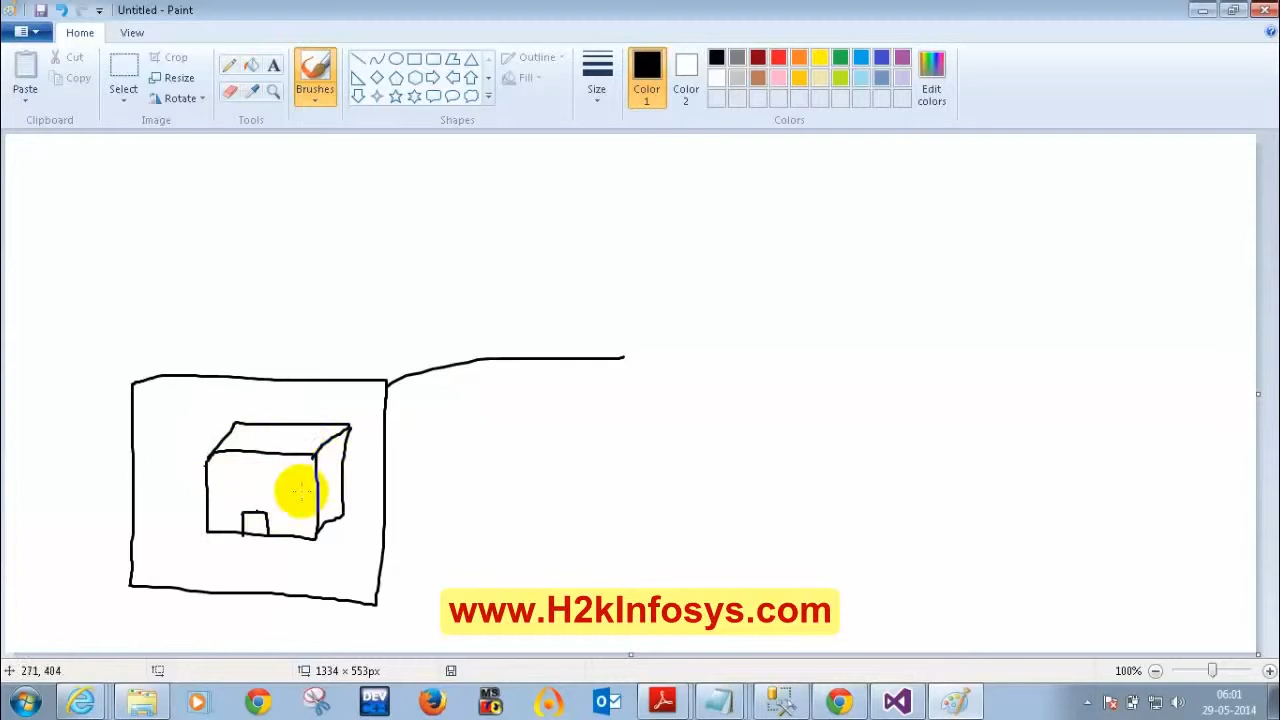 Untitled - Paint
Home
View
Paste
Cut
Copy
Select
Crop
Resize
Rotate
A
Brushes
Outline
Fill
Size
Color
1
Color
2
Edit
colors
Clipboard
Image
Tools
Shapes
Colors
www.H2kInfosys.com
271, 404
1334 × 553px
100%
DEV
MS
06:01
29-05-2014